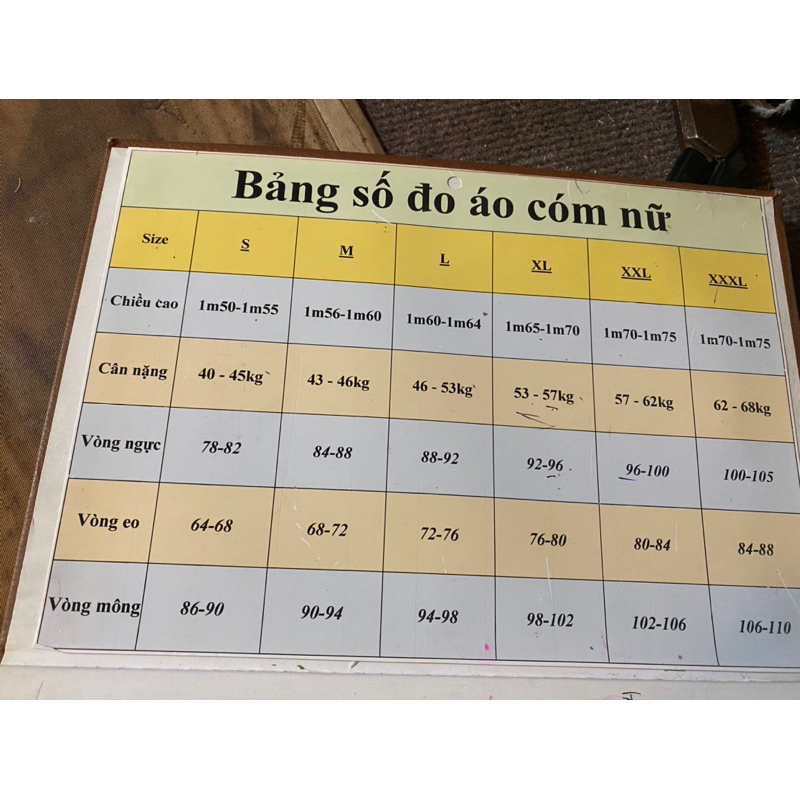 Bảng số đo áo cóm nữ
Size S M L XL XXL XXXL
Chiều cao 1m50-1m55 1m56-1m60 1m60-1m64 1m65-1m70 1m70-1m75 1m70-1m75
Cân nặng 40 - 45kg 43 - 46kg 46 - 53kg 53 - 57kg 57 - 62kg 62 - 68kg
Vòng ngực 78-82 84-88 88-92 92-96 96-100 100-105
Vòng eo 64-68 68-72 72-76 76-80 80-84 84-88
Vòng mông 86-90 90-94 94-98 98-102 102-106 106-110